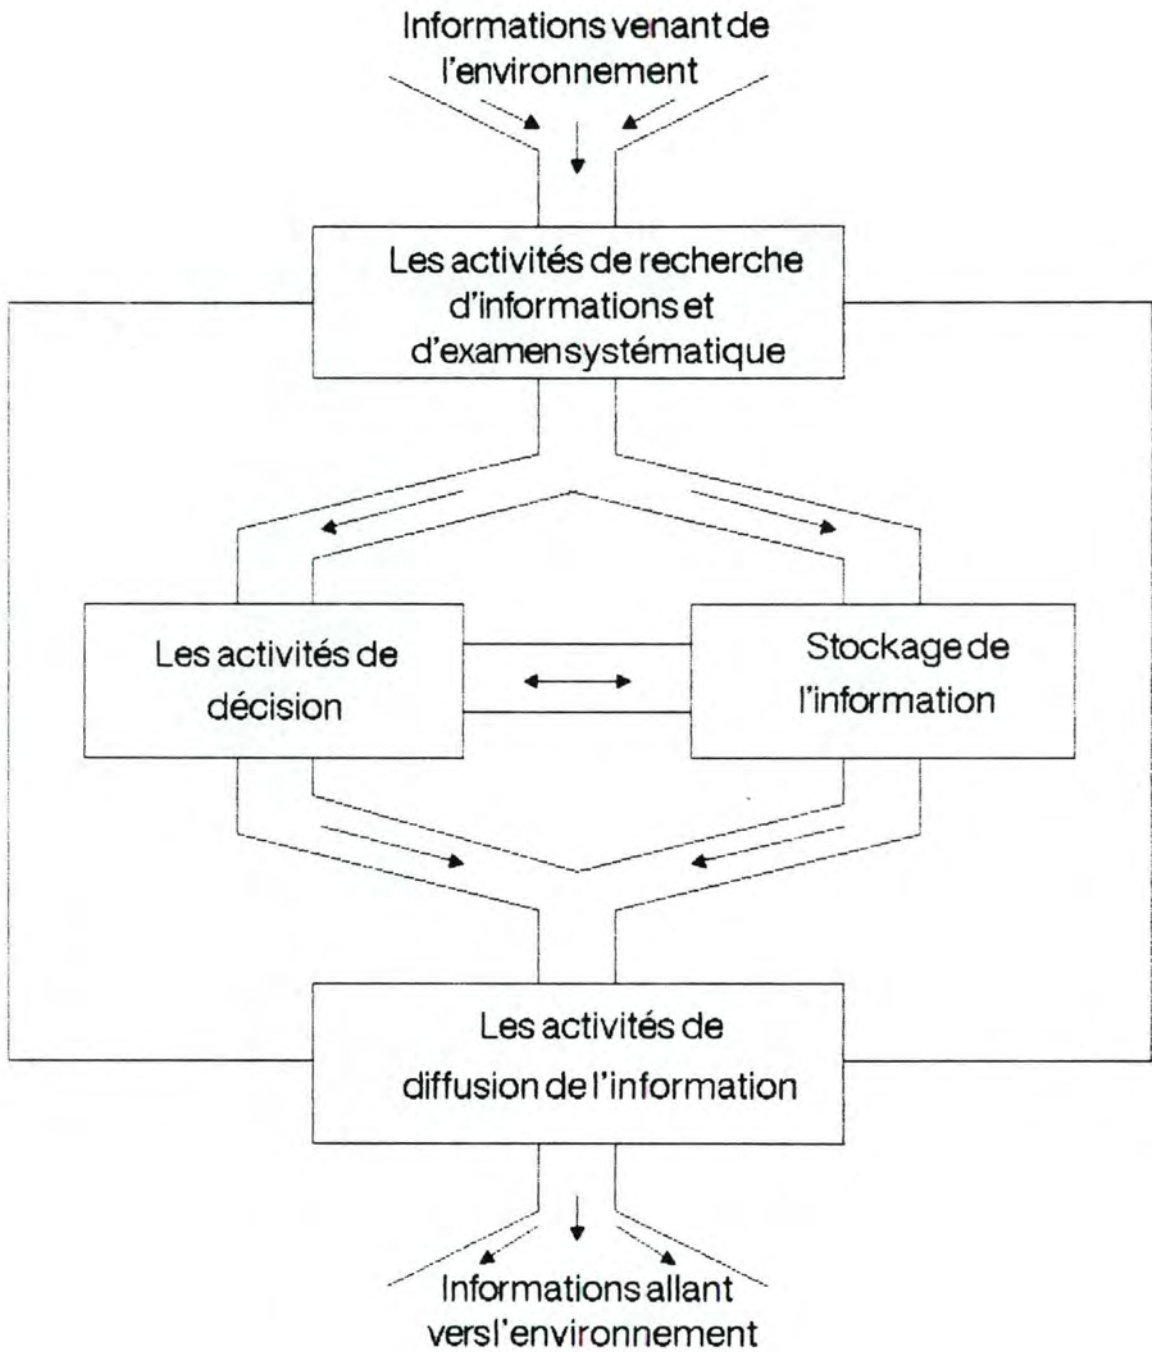 Informations venant de
l'environnement
Les activités de recherche
d'informations et
d'examen systématique
Les activités de
décision
Stockage de
l'information
Les activités de
diffusion de l'information
Informations allant
vers l'environnement